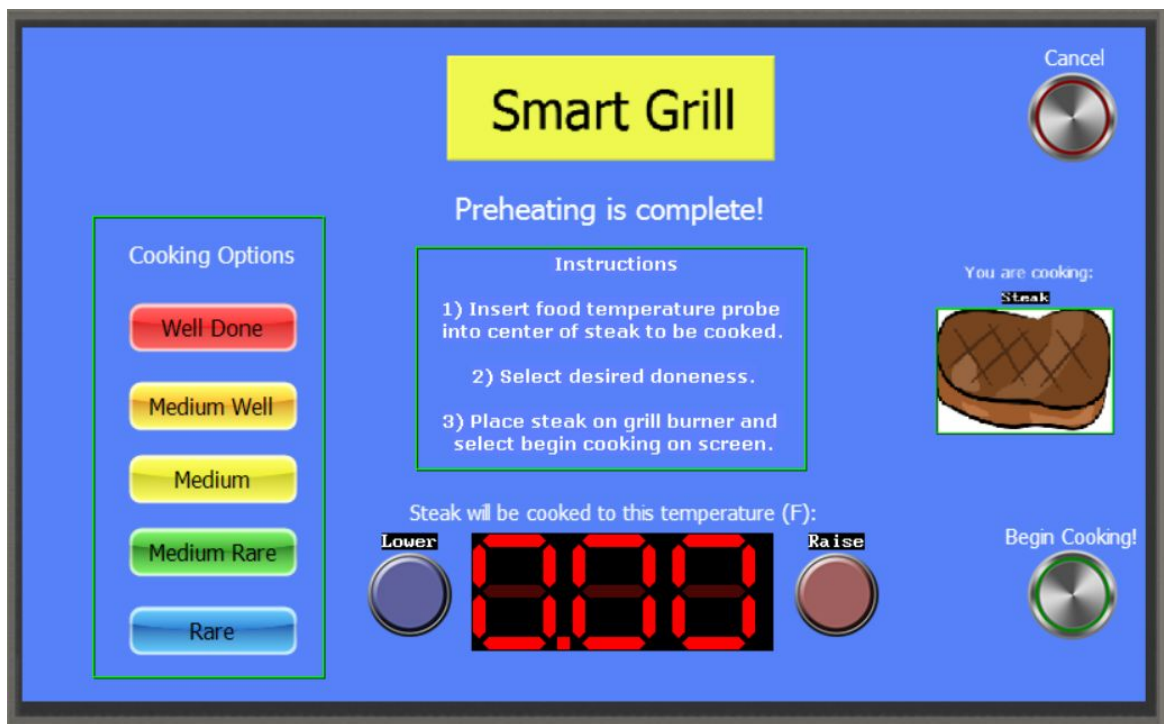 Cancel
Smart Grill
Preheating is complete!
Cooking Options
Well Done
Medium Well
Medium
Medium Rare
Rare
Instructions
1) Insert food temperature probe
into center of steak to be cooked.
2) Select desired doneness.
3) Place steak on grill burner and
select begin cooking on screen.
You are cooking:
Steak
Steak will be cooked to this temperature (F):
Lower
0.00
Raise
Begin Cooking!